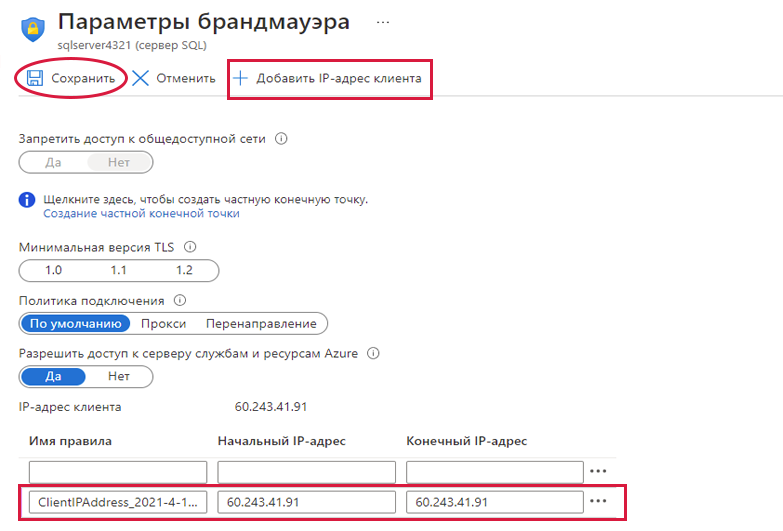 Параметры брандмауэра ...
sqlserver4321 (сервер SQL)
Сохранить Отменить Добавить IP-адрес клиента
Запретить доступ к общедоступной сети
Да Нет
Щелкните здесь, чтобы создать частную конечную точку.
Создание частной конечной точки
Минимальная версия TLS
1.0 1.1 1.2
Политика подключения
По умолчанию Прокси Перенаправление
Разрешить доступ к серверу службам и ресурсам Azure
Да Нет
IP-адрес клиента 60.243.41.91
Имя правила Начальный IP-адрес Конечный IP-адрес
ClientIPAddress_2021-4-1... 60.243.41.91 60.243.41.91